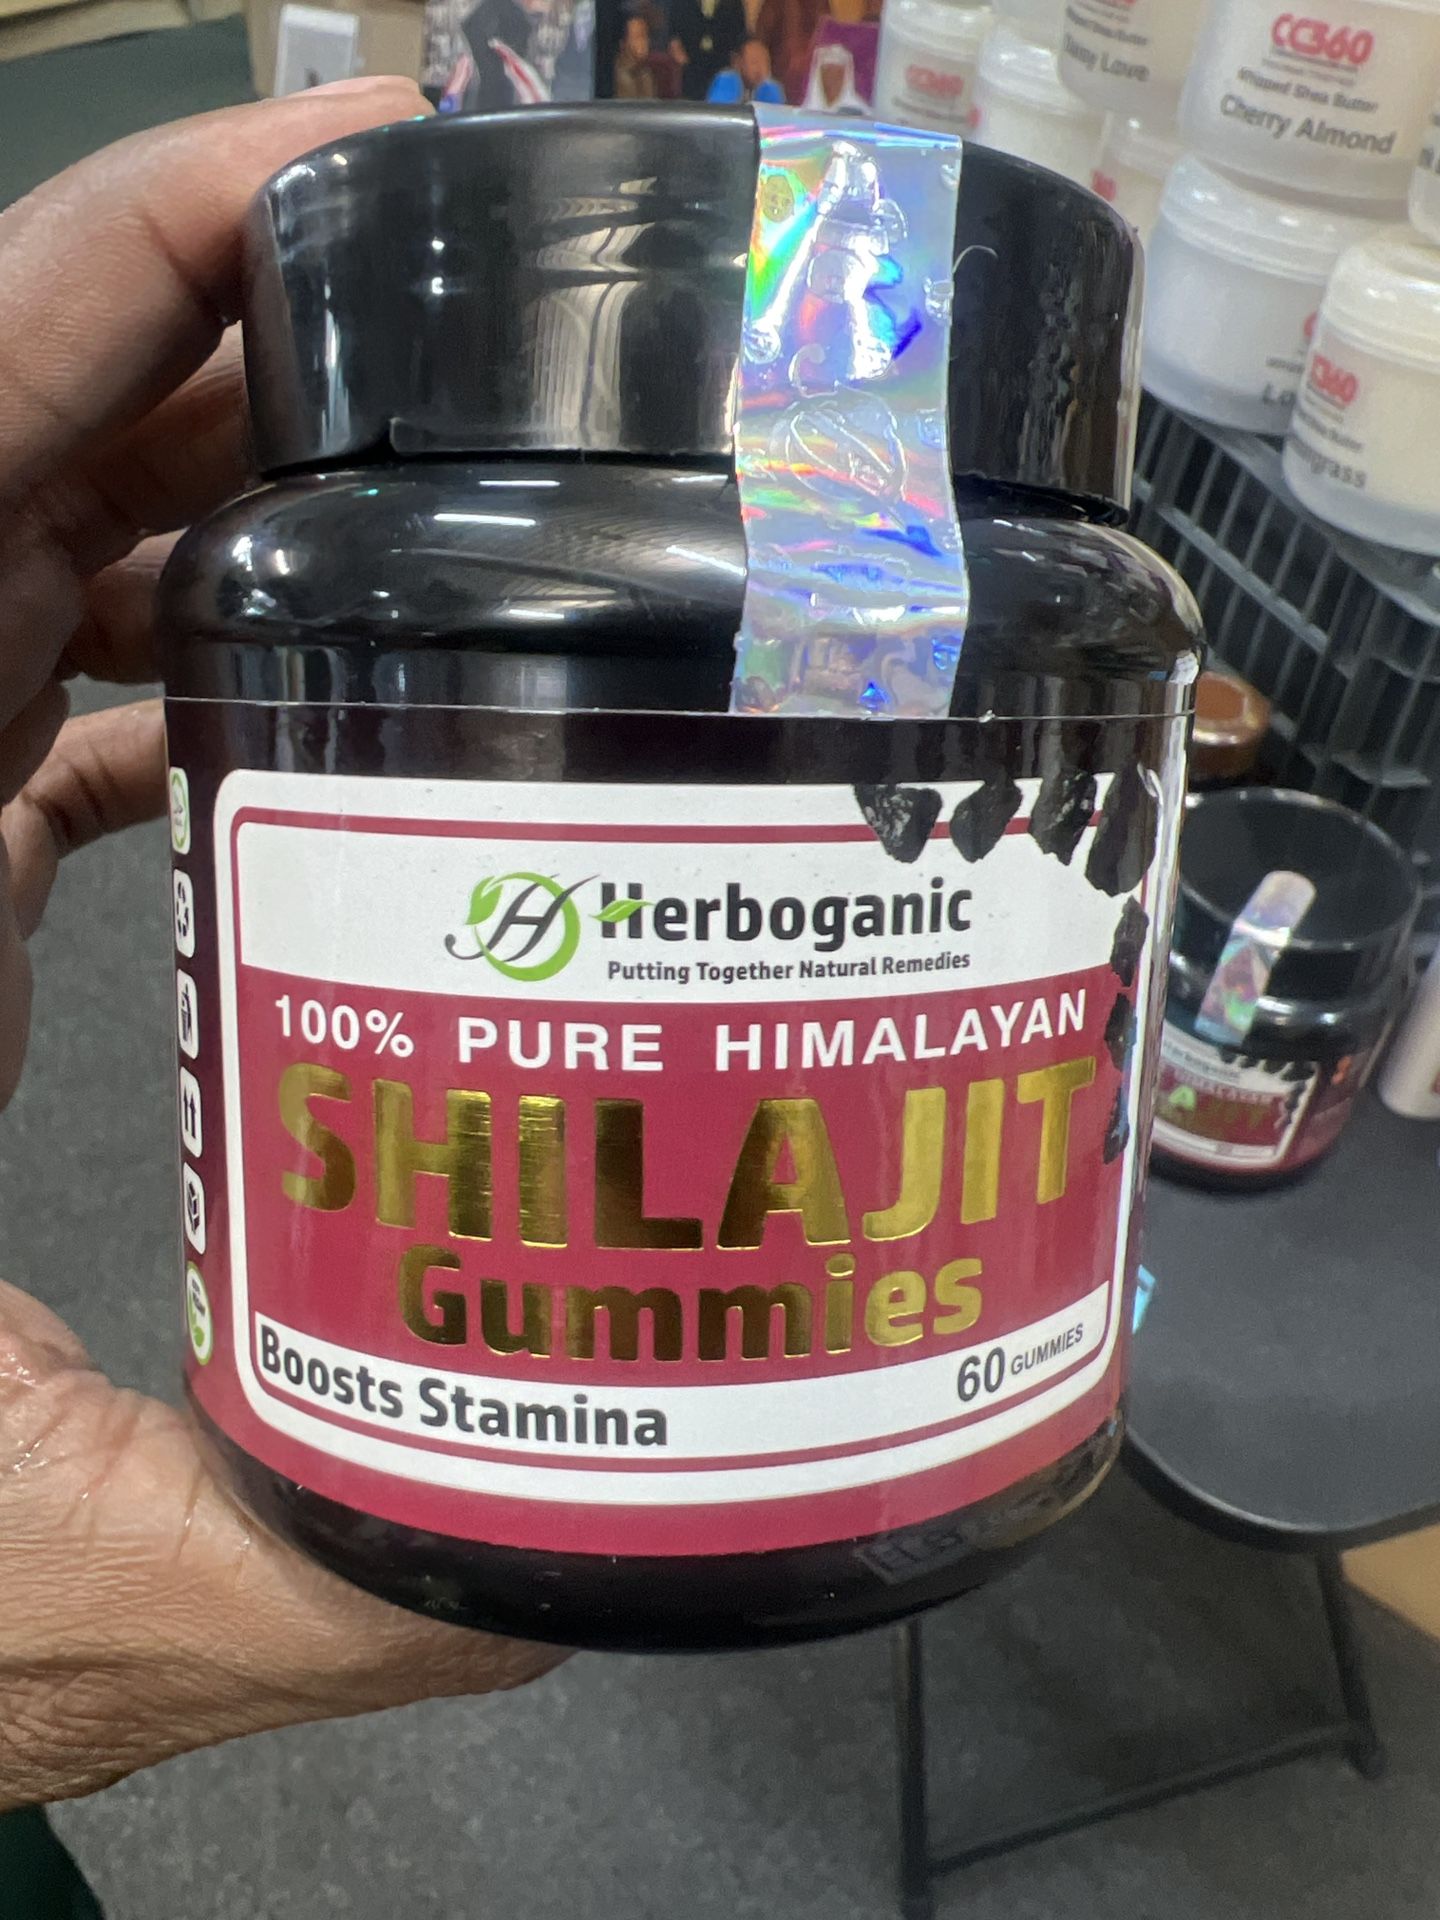 Herboganic
Putting Together Natural Remedies
100% PURE HIMALAYAN
SHILAJIT
Gummies
Boosts Stamina
60 GUMMIES
CC360
Whipped Shea Butter
Cherry Almond
Love
CC360